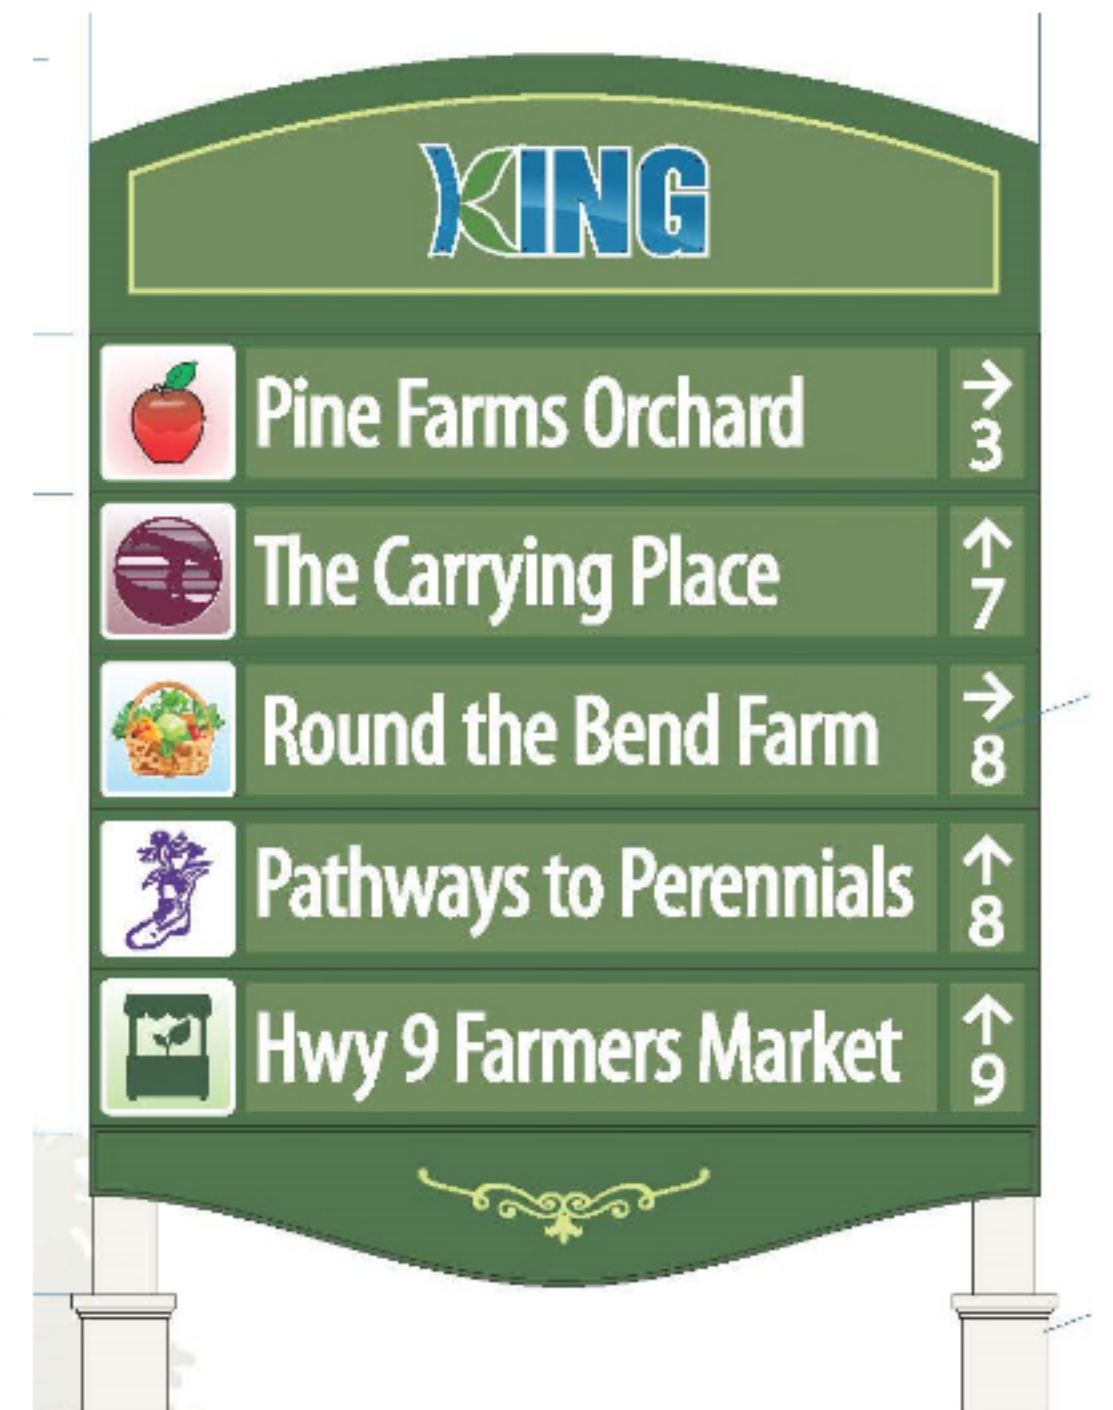 KING
Pine Farms Orchard → 3
The Carrying Place ↑ 7
Round the Bend Farm → 8
Pathways to Perennials ↑ 8
Hwy 9 Farmers Market ↑ 9